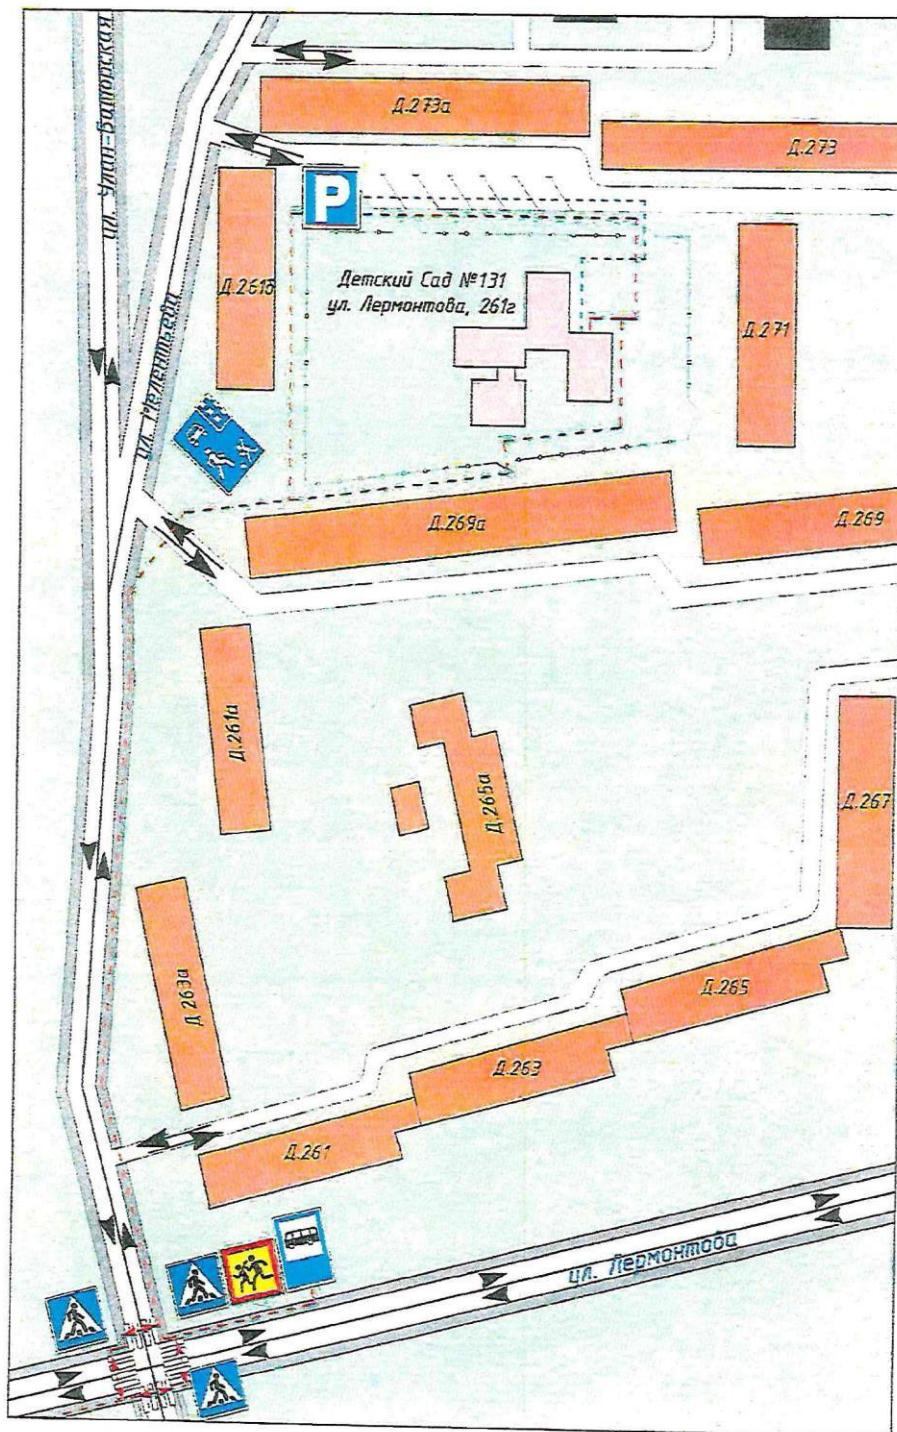 ул. Улан-Баторская
Д.273а
Д.273
P
Д.261б
Детский Сад №131
ул. Лермонтова, 261г
Д.271
ул. Мелентьева
Д.269а
Д.269
Д.261а
Д.265а
Д.267
Д.263а
Д.265
Д.263
Д.261
ул. Лермонтова